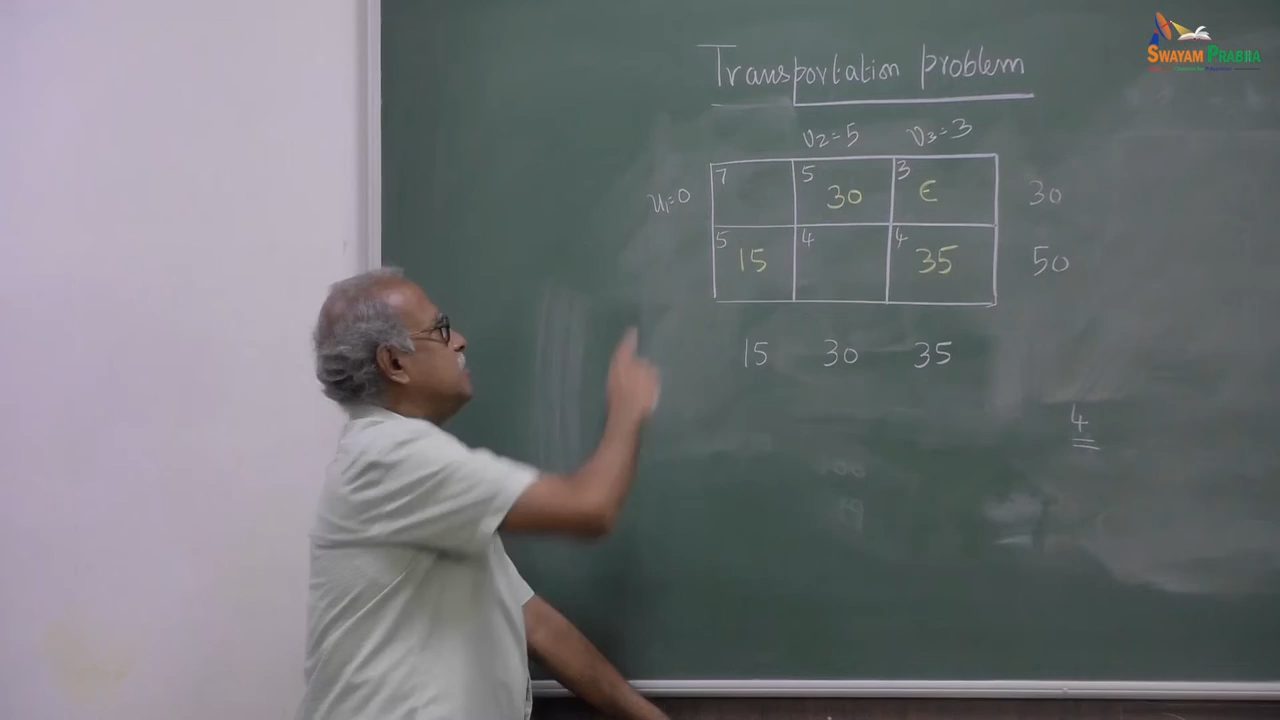 SWAYAM PRABHA
Transportation problem
v2=5 v3=3
u1=0 7 5 30 3 ϵ 30
5 15 4 4 35 50
15 30 35
4